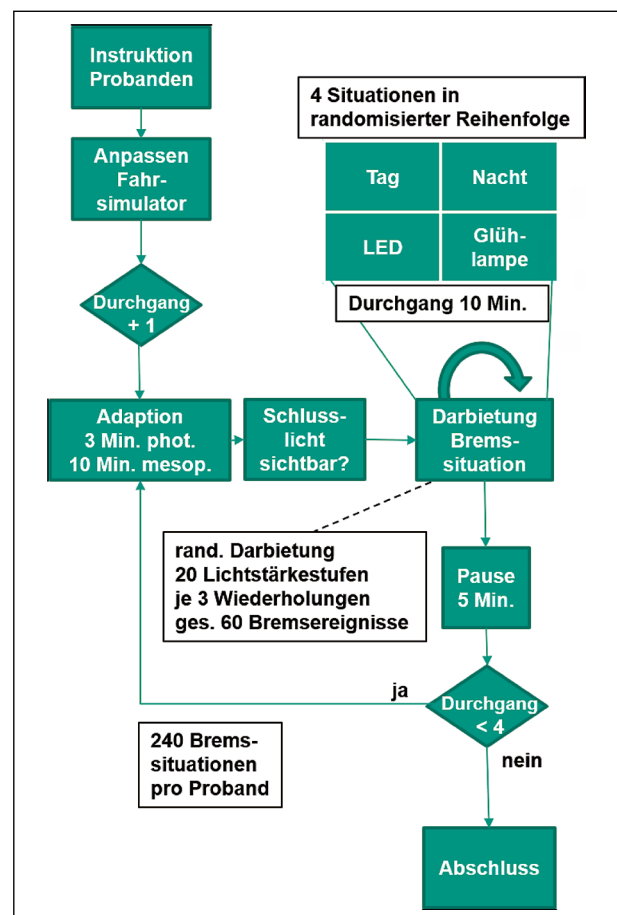 Instruktion
Probanden
Anpassen
Fahr-
simulator
Durchgang
+ 1
4 Situationen in
randomisierter Reihenfolge
Tag
Nacht
LED
Glüh-
lampe
Durchgang 10 Min.
Adaption
3 Min. phot.
10 Min. mesop.
Schluss-
licht
sichtbar?
Darbietung
Brems-
situation
rand. Darbietung
20 Lichtstärkestufen
je 3 Wiederholungen
ges. 60 Bremsereignisse
Pause
5 Min.
Durchgang
< 4
ja
nein
240 Brems-
situationen
pro Proband
Abschluss